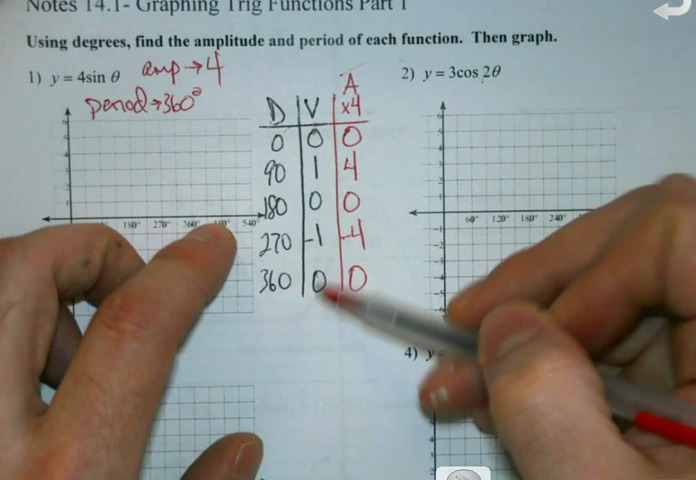 Notes 14.1- Graphing Trig Functions Part 1
Using degrees, find the amplitude and period of each function. Then graph.
1) y = 4sin θ amp→4
period→360°
2) y = 3cos 2θ
A
D V x4
0 0 0
90 1 4
180 0 0
270 -1 -4
360 0 0
180° 270° 360° 540°
60° 120° 180° 240°
4) y=